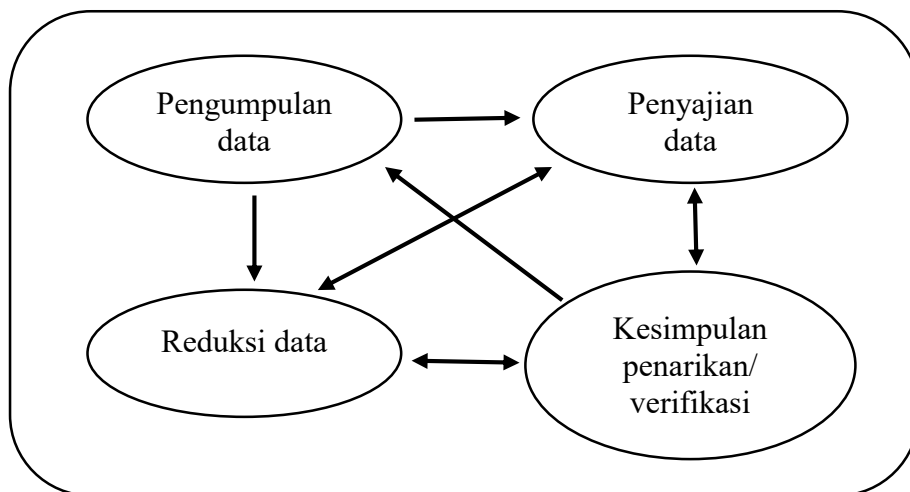 Pengumpulan
data
Penyajian
data
Reduksi data
Kesimpulan
penarikan/
verifikasi